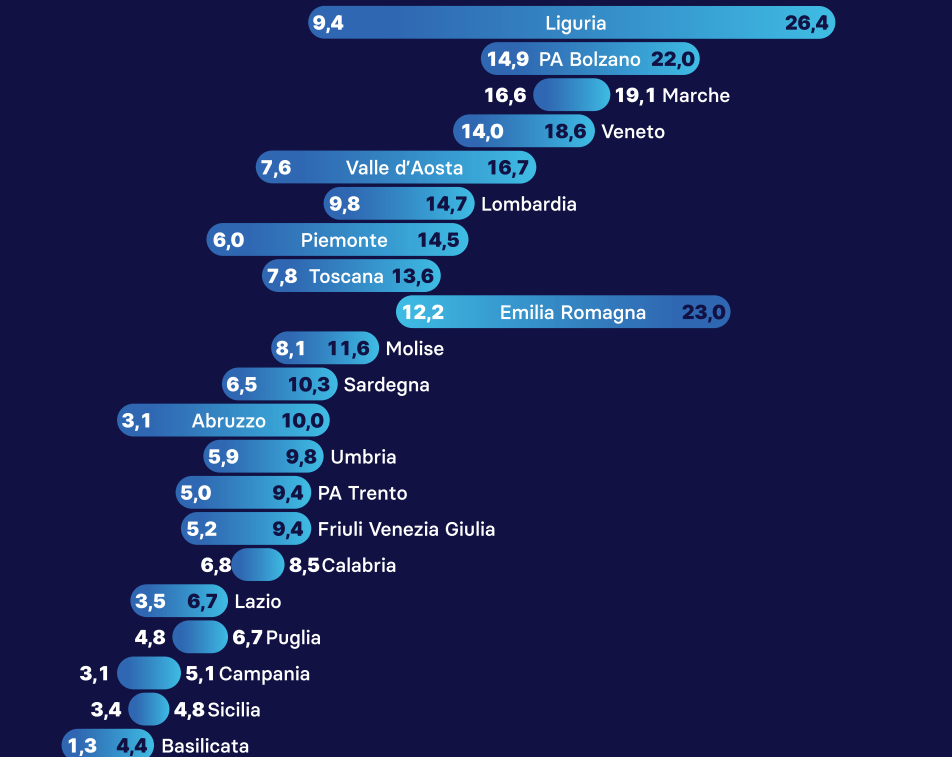 9,4 Liguria 26,4
14,9 PA Bolzano 22,0
16,6 19,1 Marche
14,0 18,6 Veneto
7,6 Valle d'Aosta 16,7
9,8 14,7 Lombardia
6,0 Piemonte 14,5
7,8 Toscana 13,6
12,2 Emilia Romagna 23,0
8,1 11,6 Molise
6,5 10,3 Sardegna
3,1 Abruzzo 10,0
5,9 9,8 Umbria
5,0 9,4 PA Trento
5,2 9,4 Friuli Venezia Giulia
6,8 8,5 Calabria
3,5 6,7 Lazio
4,8 6,7 Puglia
3,1 5,1 Campania
3,4 4,8 Sicilia
1,3 4,4 Basilicata